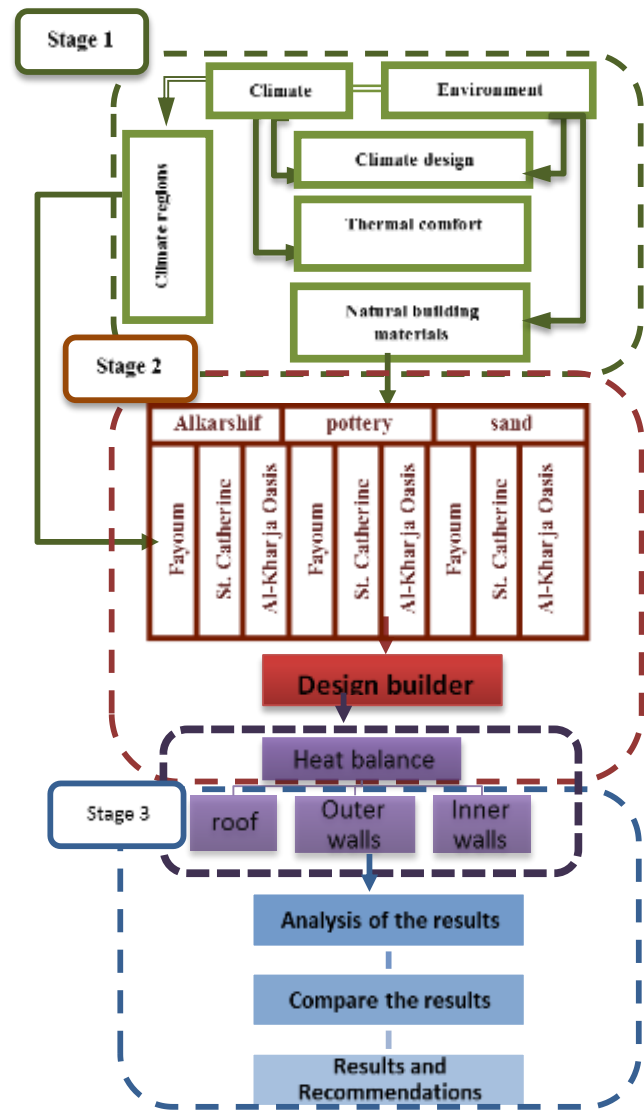 Stage 1
Climate
Environment
Climate regions
Climate design
Thermal comfort
Natural building
materials
Stage 2
Alkarshif
pottery
sand
Fayoum
St. Catherine
Al-Kharja Oasis
Fayoum
St. Catherine
Al-Kharja Oasis
Fayoum
St. Catherine
Al-Kharja Oasis
Design builder
Heat balance
Stage 3
roof
Outer
walls
Inner
walls
Analysis of the results
Compare the results
Results and
Recommendations